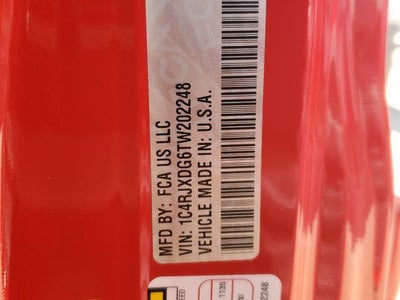 MFD BY: FCA US LLC
VIN: 1C4RJXDG6TW202248
VEHICLE MADE IN: U.S.A.